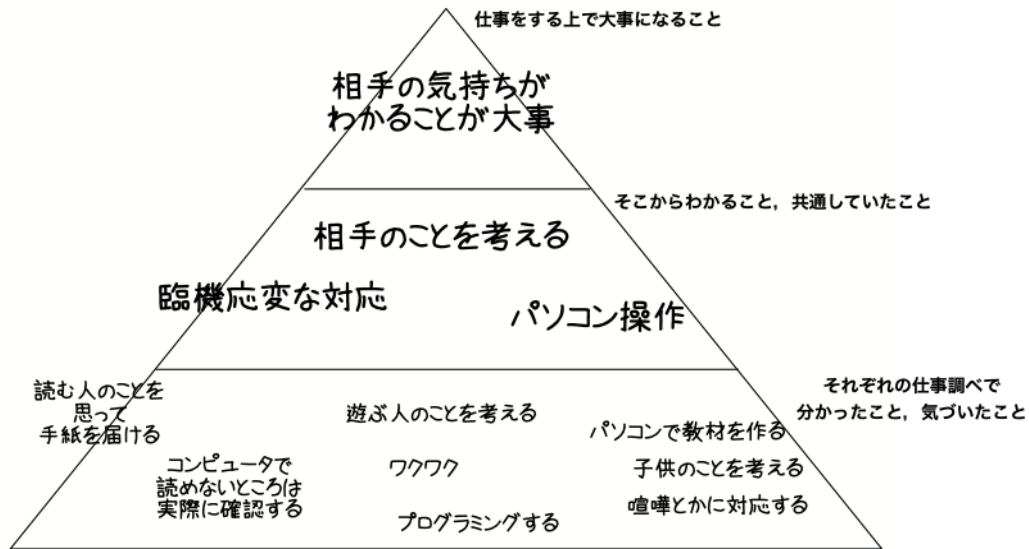 仕事をする上で大事になること
相手の気持ちが
わかることが大事
そこからわかること，共通していたこと
相手のことを考える
臨機応変な対応
パソコン操作
それぞれの仕事調べで
分かったこと，気づいたこと
読む人のことを
思って
手紙を届ける
遊ぶ人のことを考える
パソコンで教材を作る
コンピュータで
読めないところは
実際に確認する
ワクワク
子供のことを考える
喧嘩とかに対応する
プログラミングする